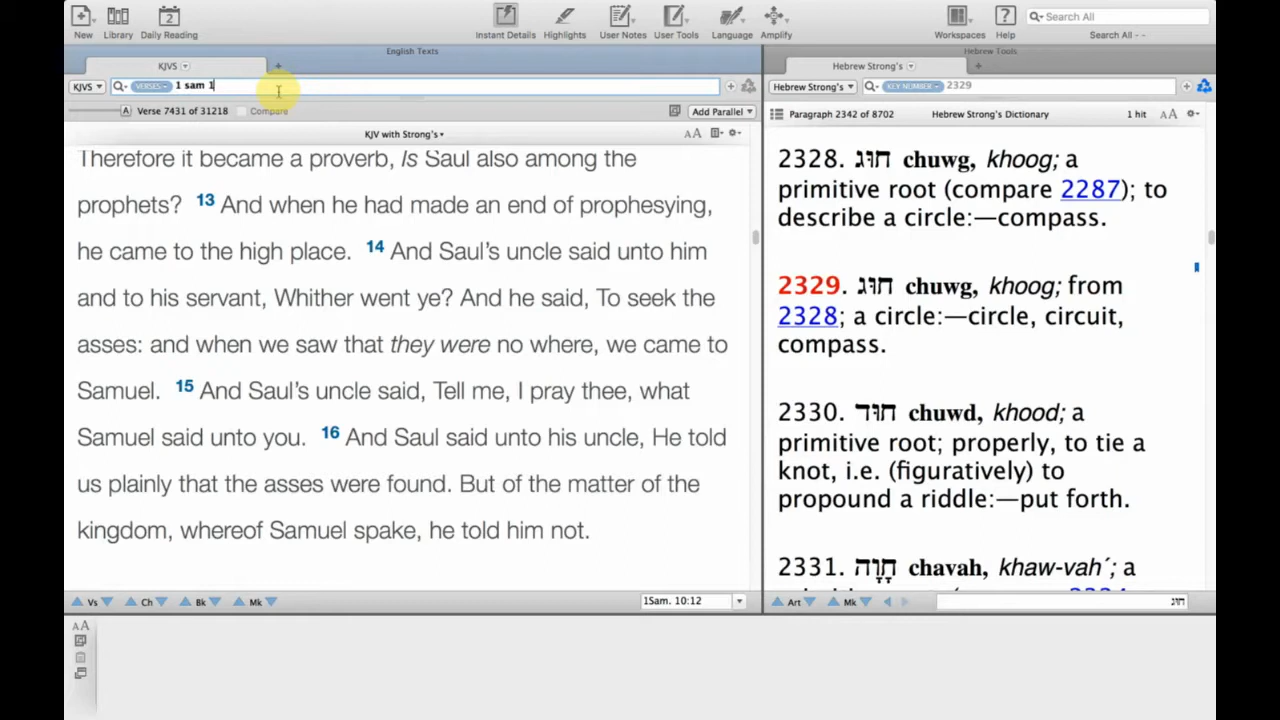 New Library Daily Reading Instant Details Highlights User Notes User Tools Language Amplify Workspaces Help Search All
2
Search All
English Texts
KJVS
+
KJVS VERSES 1 sam 1
A Verse 7431 of 31218 Compare Add Parallel
KJV with Strong's AA
Therefore it became a proverb, Is Saul also among the
prophets? 13 And when he had made an end of prophesying,
he came to the high place. 14 And Saul's uncle said unto him
and to his servant, Whither went ye? And he said, To seek the
asses: and when we saw that they were no where, we came to
Samuel. 15 And Saul's uncle said, Tell me, I pray thee, what
Samuel said unto you. 16 And Saul said unto his uncle, He told
us plainly that the asses were found. But of the matter of the
kingdom, whereof Samuel spake, he told him not.
Vs Ch Bk Mk 1Sam. 10:12
AA
Hebrew Tools
Hebrew Strong's
+
Hebrew Strong's KEY NUMBER 2329
Paragraph 2342 of 8702 Hebrew Strong's Dictionary 1 hit AA
2328. חוּג chuwg, khoog; a
primitive root (compare 2287); to
describe a circle:—compass.
2329. חוּג chuwg, khoog; from
2328; a circle:—circle, circuit,
compass.
2330. חוּד chuwd, khood; a
primitive root; properly, to tie a
knot, i.e. (figuratively) to
propound a riddle:—put forth.
2331. חָוָה chavah, khaw-vah´; a
Art Mk חוּג